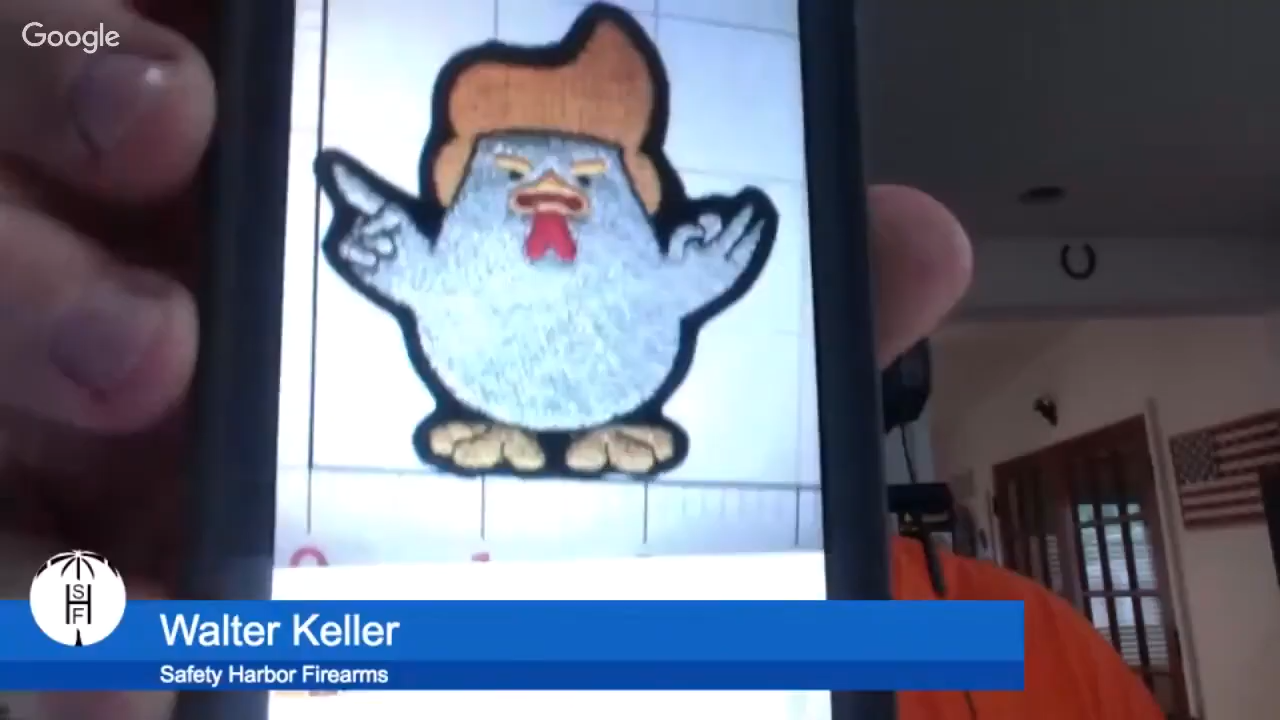 Google
S
H
F
Walter Keller
Safety Harbor Firearms